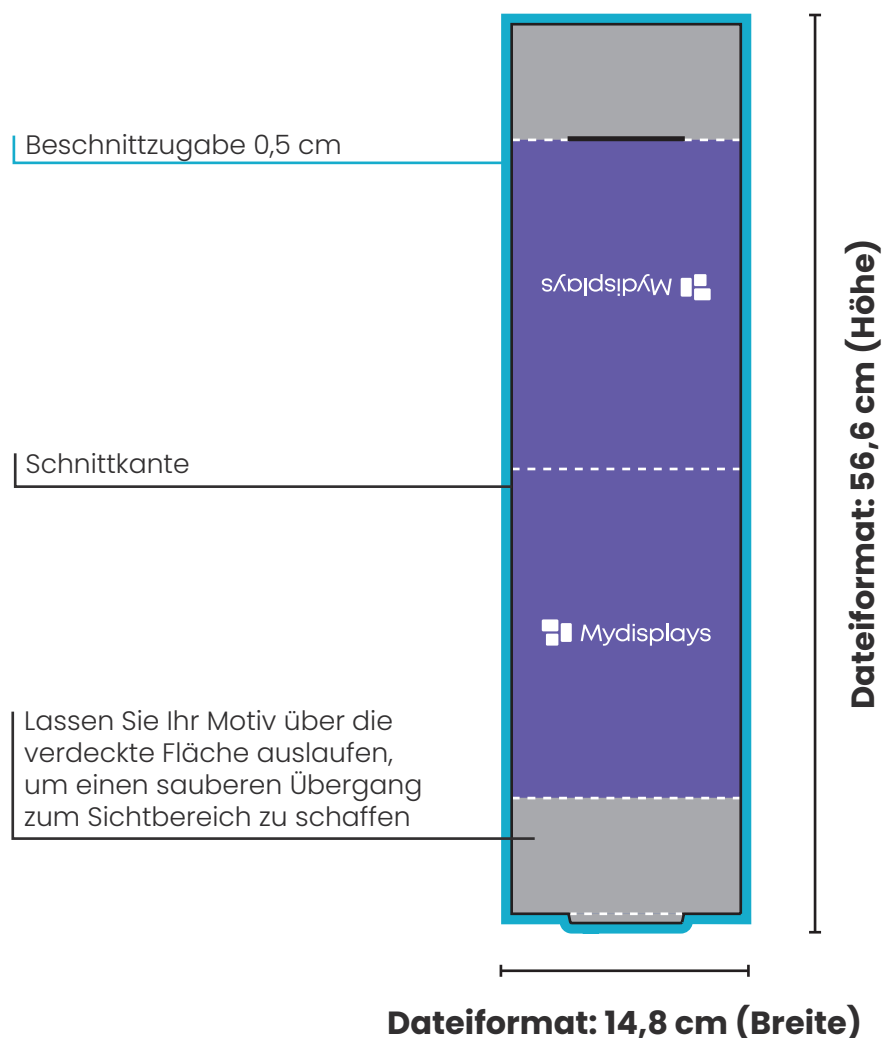 Beschnittzugabe 0,5 cm
Mydisplays
Schnittkante
Mydisplays
Lassen Sie Ihr Motiv über die
verdeckte Fläche auslaufen,
um einen sauberen Übergang
zum Sichtbereich zu schaffen
Dateiformat: 56,6 cm (Höhe)
Dateiformat: 14,8 cm (Breite)